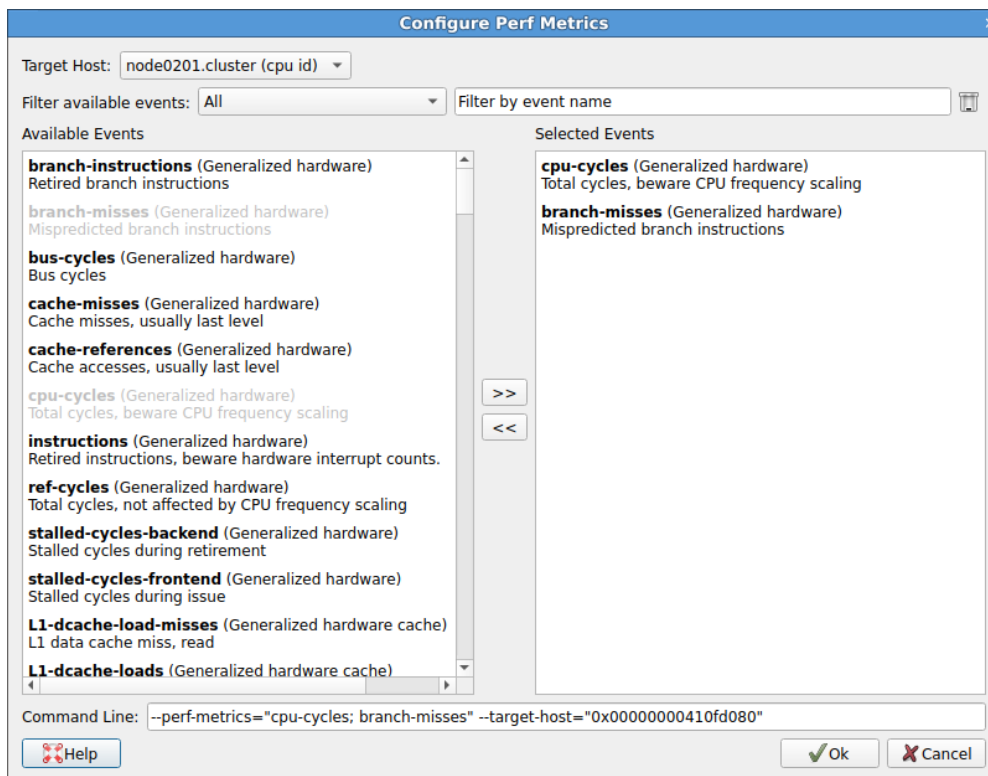 Configure Perf Metrics
Target Host: node0201.cluster (cpu id)
Filter available events: All Filter by event name
Available Events
branch-instructions (Generalized hardware)
Retired branch instructions
branch-misses (Generalized hardware)
Mispredicted branch instructions
bus-cycles (Generalized hardware)
Bus cycles
cache-misses (Generalized hardware)
Cache misses, usually last level
cache-references (Generalized hardware)
Cache accesses, usually last level
cpu-cycles (Generalized hardware)
Total cycles, beware CPU frequency scaling
instructions (Generalized hardware)
Retired instructions, beware hardware interrupt counts.
ref-cycles (Generalized hardware)
Total cycles, not affected by CPU frequency scaling
stalled-cycles-backend (Generalized hardware)
Stalled cycles during retirement
stalled-cycles-frontend (Generalized hardware)
Stalled cycles during issue
L1-dcache-load-misses (Generalized hardware cache)
L1 data cache miss, read
L1-dcache-loads (Generalized hardware cache)
>>
<<
Selected Events
cpu-cycles (Generalized hardware)
Total cycles, beware CPU frequency scaling
branch-misses (Generalized hardware)
Mispredicted branch instructions
Command Line: --perf-metrics="cpu-cycles; branch-misses" --target-host="0x00000000410fd080"
Help Ok Cancel